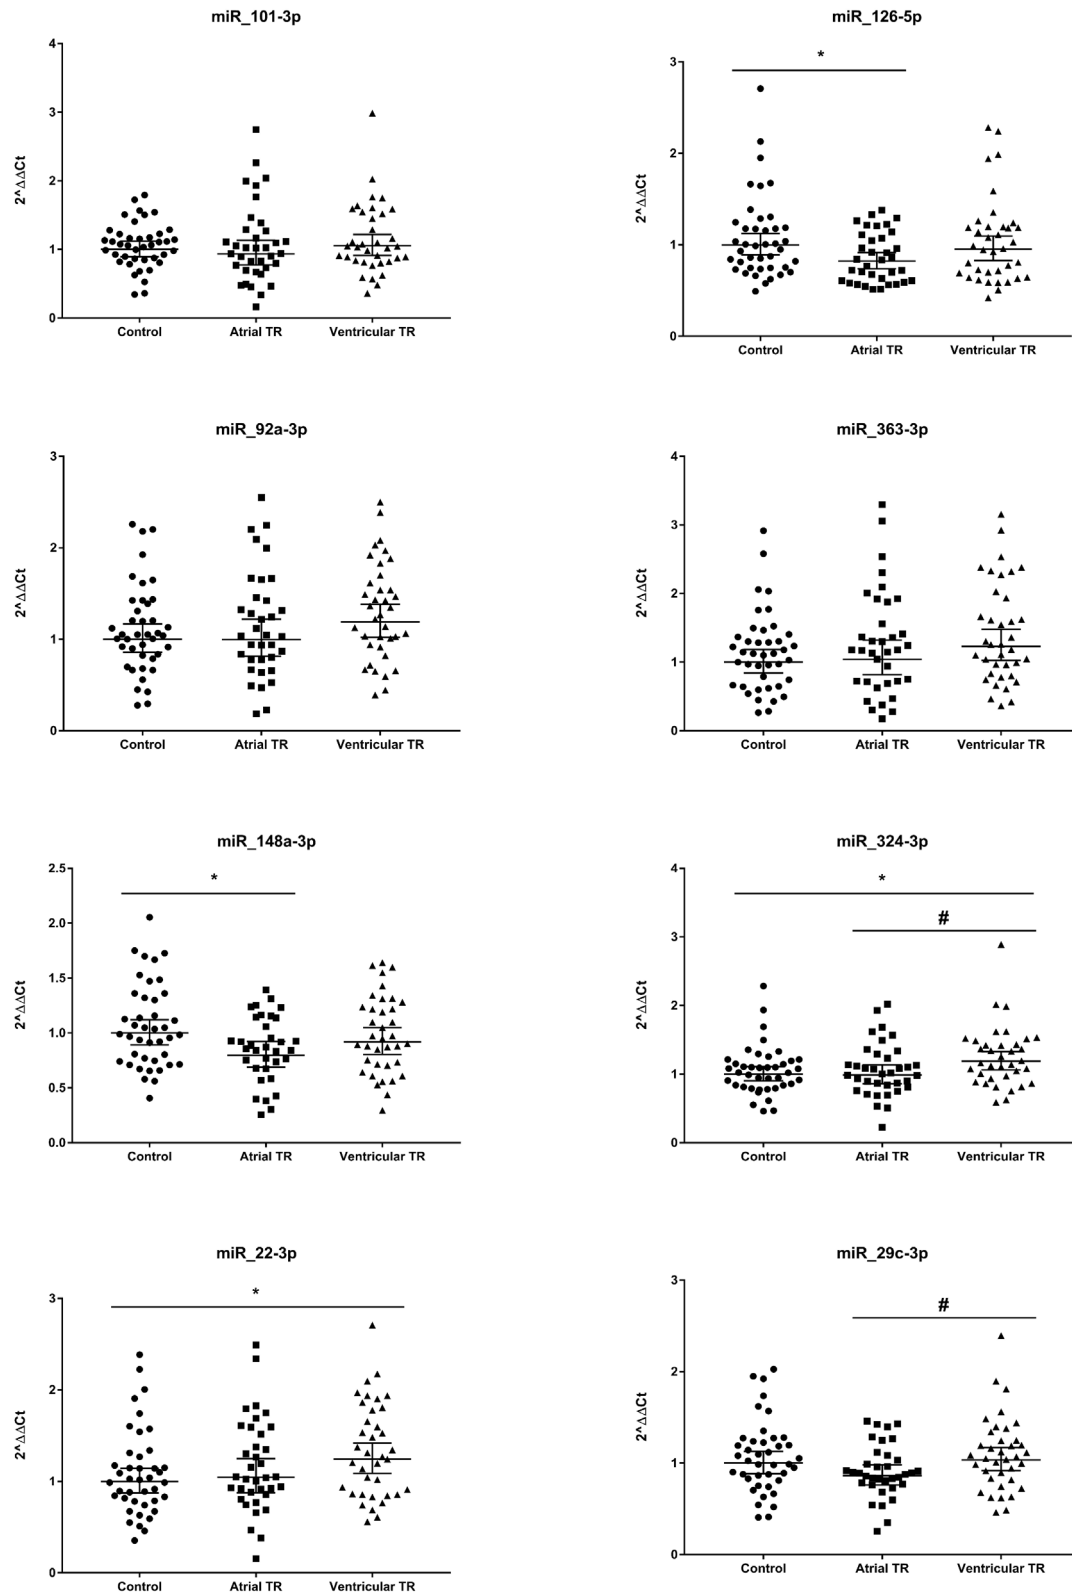 miR_101-3p
4
3
2
1
0
2^ΔΔCt
Control Atrial TR Ventricular TR
miR_126-5p
*
3
2
1
0
2^ΔΔCt
Control Atrial TR Ventricular TR
miR_92a-3p
3
2
1
0
2^ΔΔCt
Control Atrial TR Ventricular TR
miR_363-3p
4
3
2
1
0
2^ΔΔCt
Control Atrial TR Ventricular TR
miR_148a-3p
*
2.5
2.0
1.5
1.0
0.5
0.0
2^ΔΔCt
Control Atrial TR Ventricular TR
miR_324-3p
*
#
4
3
2
1
0
2^ΔΔCt
Control Atrial TR Ventricular TR
miR_22-3p
*
3
2
1
0
2^ΔΔCt
Control Atrial TR Ventricular TR
miR_29c-3p
#
3
2
1
0
2^ΔΔCt
Control Atrial TR Ventricular TR